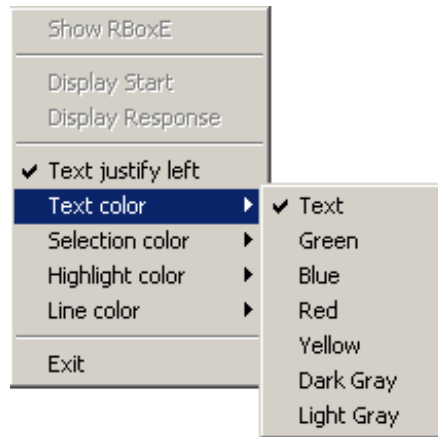 Show RBoxE
Display Start
Display Response
Text justify left
Text color
Selection color
Highlight color
Line color
Exit
Text
Green
Blue
Red
Yellow
Dark Gray
Light Gray